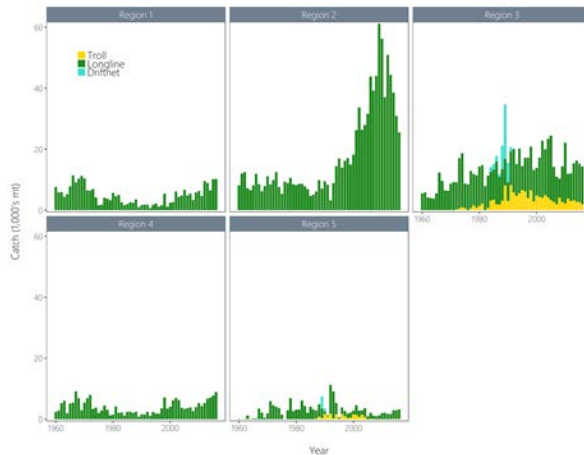 Region 1
Region 2
Region 3
Troll
Longline
Driftnet
60
40
20
0
1960
1980
2000
Region 4
Region 5
60
40
20
0
1960
1980
2000
1960
1980
2000
Catch (1,000's mt)
Year